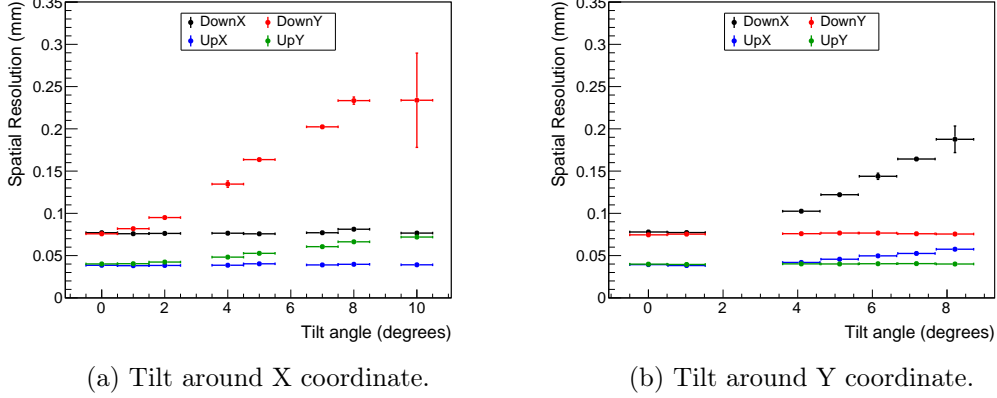 Spatial Resolution (mm)
0.35
0.3
0.25
0.2
0.15
0.1
0.05
0
DownX DownY
UpX UpY
0 2 4 6 8 10
Tilt angle (degrees)
(a) Tilt around X coordinate.
Spatial Resolution (mm)
0.35
0.3
0.25
0.2
0.15
0.1
0.05
0
DownX DownY
UpX UpY
0 2 4 6 8
Tilt angle (degrees)
(b) Tilt around Y coordinate.